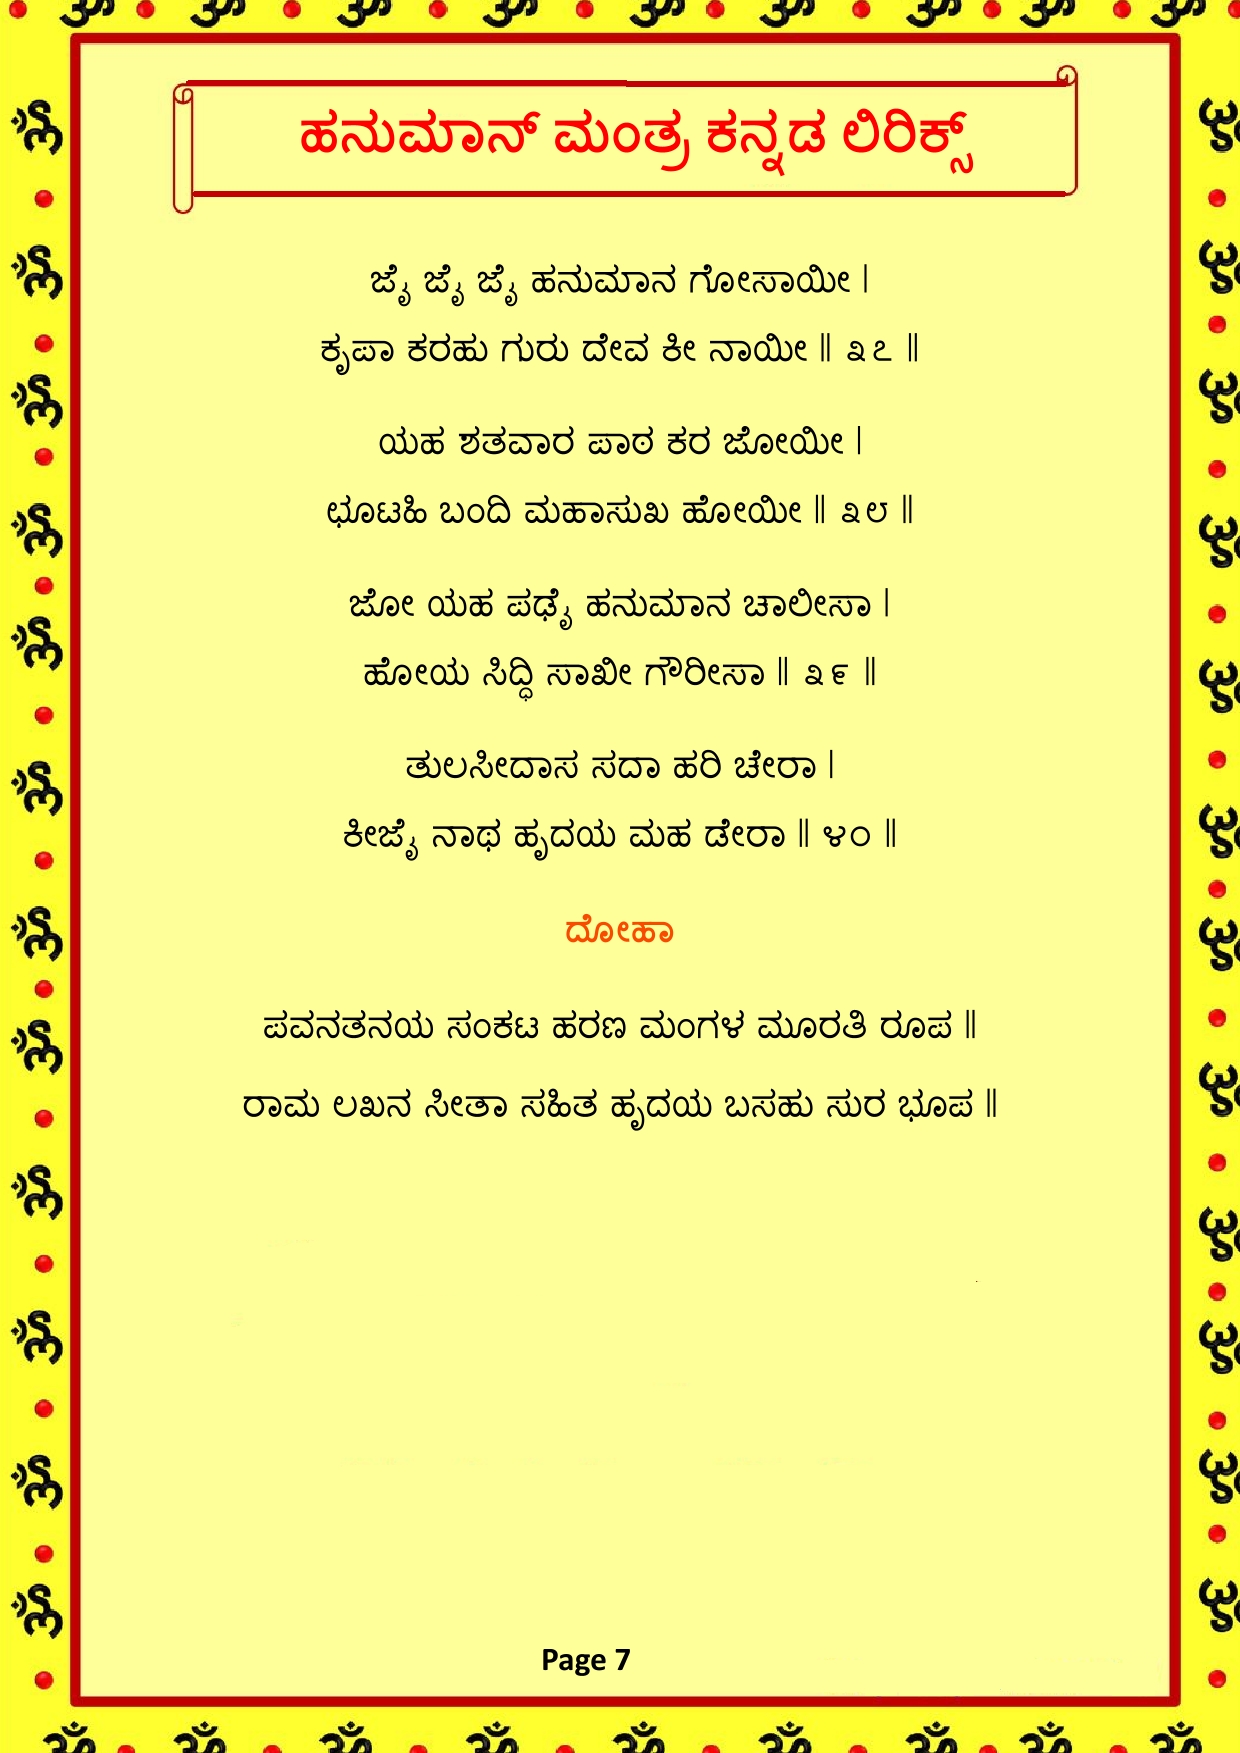 ಹನುಮಾನ್ ಮಂತ್ರ ಕನ್ನಡ ಲಿರಿಕ್ಸ್
ಜೈ ಜೈ ಜೈ ಹನುಮಾನ ಗೋಸಾಯೀ |
ಕೃಪಾ ಕರಹು ಗುರು ದೇವ ಕೀ ನಾಯೀ ‖ ೩೭ ‖
ಯಹ ಶತವಾರ ಪಾಠ ಕರ ಜೋಯೀ |
ಛೂಟಹಿ ಬಂದಿ ಮಹಾಸುಖ ಹೋಯೀ ‖ ೩೮ ‖
ಜೋ ಯಹ ಪಢೈ ಹನುಮಾನ ಚಾಲೀಸಾ |
ಹೋಯ ಸಿದ್ಧಿ ಸಾಖೀ ಗೌರೀಸಾ ‖ ೩೯ ‖
ತುಲಸೀದಾಸ ಸದಾ ಹರಿ ಚೇರಾ |
ಕೀಜೈ ನಾಥ ಹೃದಯ ಮಹ ಡೇರಾ ‖ ೪೦ ‖
ದೋಹಾ
ಪವನತನಯ ಸಂಕಟ ಹರಣ ಮಂಗಳ ಮೂರತಿ ರೂಪ ‖
ರಾಮ ಲಖನ ಸೀತಾ ಸಹಿತ ಹೃದಯ ಬಸಹು ಸುರ ಭೂಪ ‖
Page 7